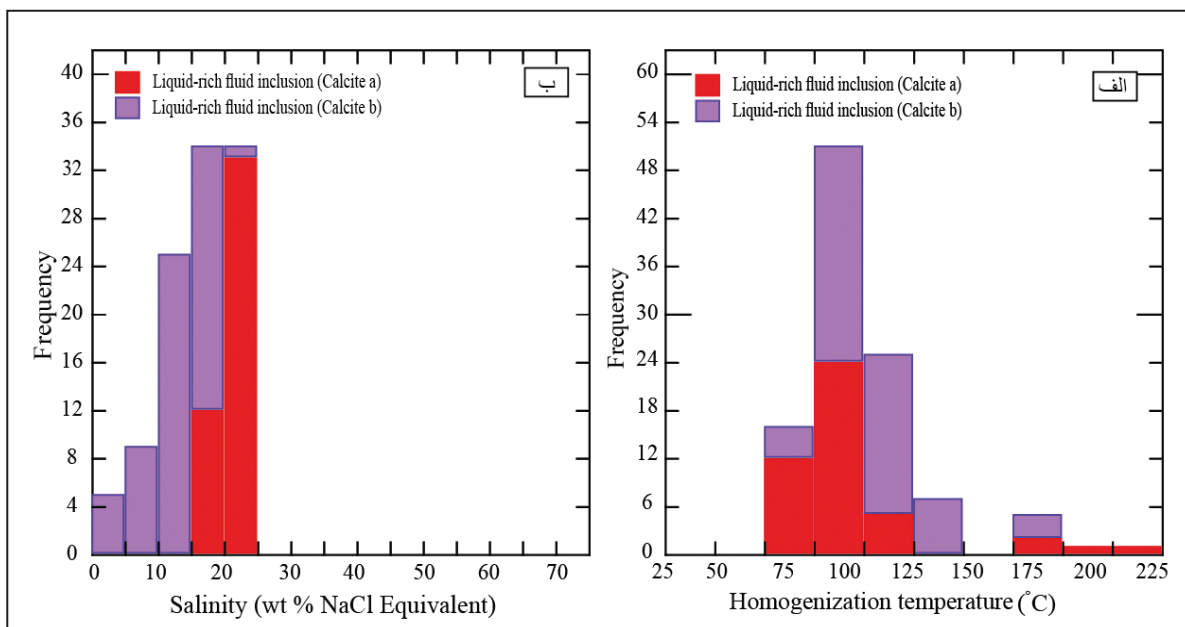 40
36
32
28
24
20
16
12
8
4
0
Frequency
Liquid-rich fluid inclusion (Calcite a)
Liquid-rich fluid inclusion (Calcite b)
ب
0 10 20 30 40 50 60 70
Salinity (wt % NaCl Equivalent)
60
54
48
42
36
30
24
18
12
6
0
Frequency
Liquid-rich fluid inclusion (Calcite a)
Liquid-rich fluid inclusion (Calcite b)
الف
25 50 75 100 125 150 175 200 225
Homogenization temperature (°C)